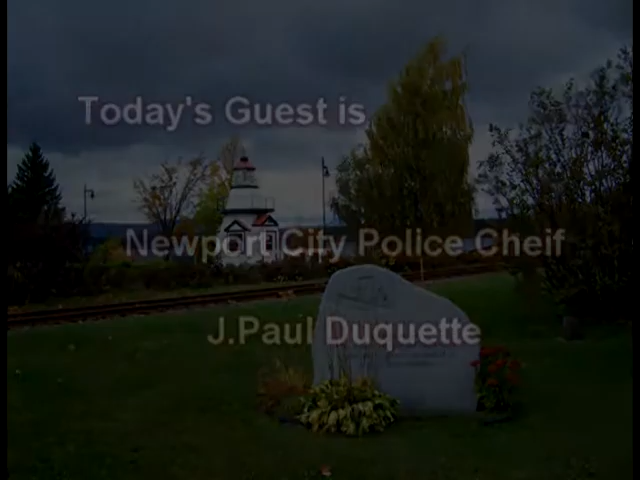 Today's Guest is
Newport City Police Cheif
J.Paul Duquette